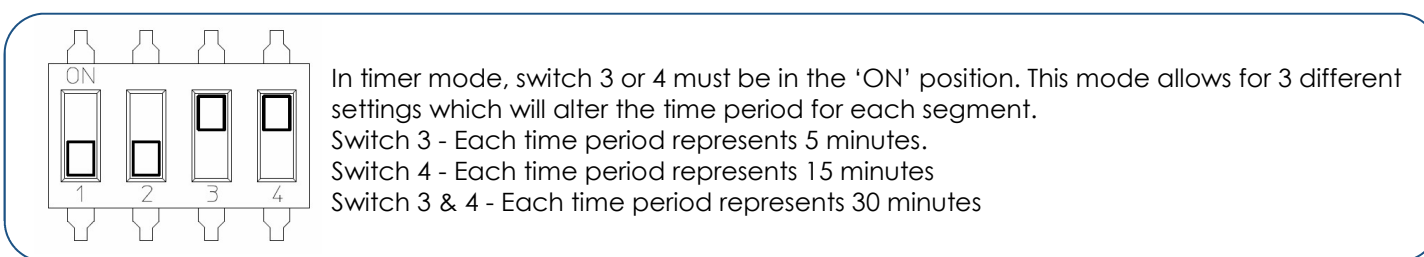 ON
1 2 3 4
In timer mode, switch 3 or 4 must be in the ‘ON’ position. This mode allows for 3 different
settings which will alter the time period for each segment.
Switch 3 - Each time period represents 5 minutes.
Switch 4 - Each time period represents 15 minutes
Switch 3 & 4 - Each time period represents 30 minutes